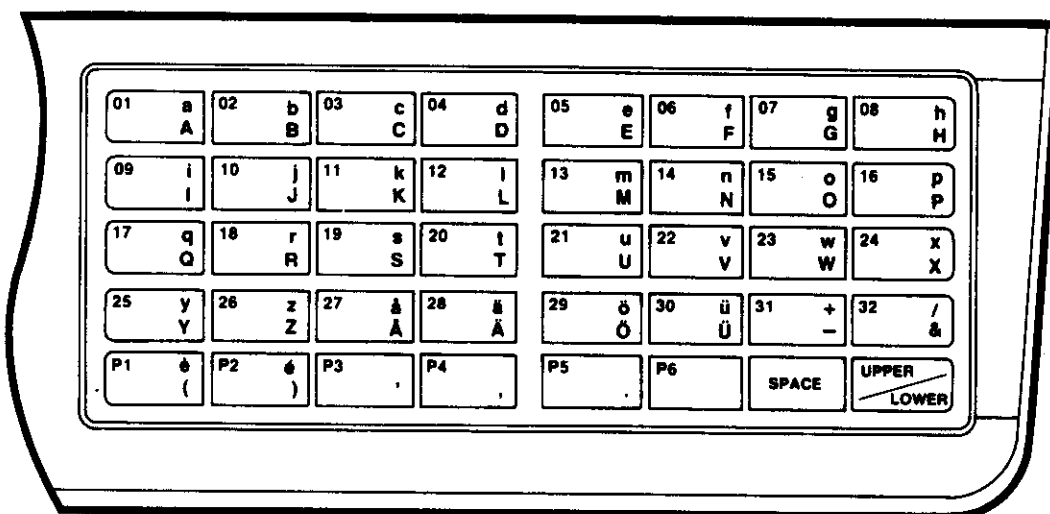 01 a 02 b 03 c 04 d 05 e 06 f 07 g 08 h
A B C D E F G H
09 i 10 j 11 k 12 l 13 m 14 n 15 o 16 p
I J K L M N O P
17 q 18 r 19 s 20 t 21 u 22 v 23 w 24 x
Q R S T U V W X
25 y 26 z 27 å 28 ä 29 ö 30 ü 31 + 32 /
Y Z Å Ä Ö Ü – &
P1 è P2 é P3 ' P4 P5 P6 UPPER
( ) , . SPACE LOWER